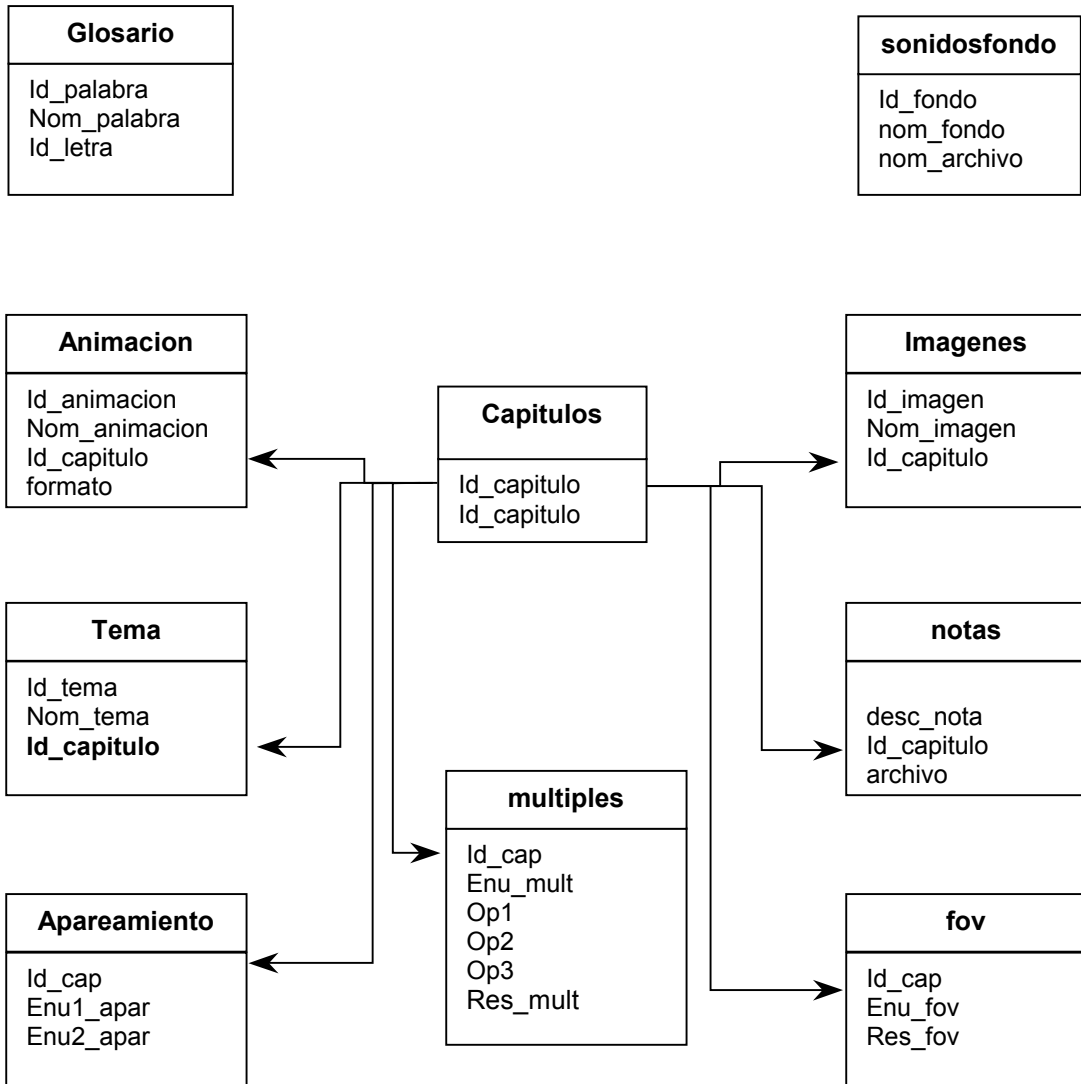 Glosario
Id_palabra
Nom_palabra
Id_letra
sonidosfondo
Id_fondo
nom_fondo
nom_archivo
Animacion
Id_animacion
Nom_animacion
Id_capitulo
formato
Capitulos
Id_capitulo
Id_capitulo
Imagenes
Id_imagen
Nom_imagen
Id_capitulo
Tema
Id_tema
Nom_tema
Id_capitulo
notas
desc_nota
Id_capitulo
archivo
multiples
Id_cap
Enu_mult
Op1
Op2
Op3
Res_mult
Apareamiento
Id_cap
Enu1_apar
Enu2_apar
fov
Id_cap
Enu_fov
Res_fov